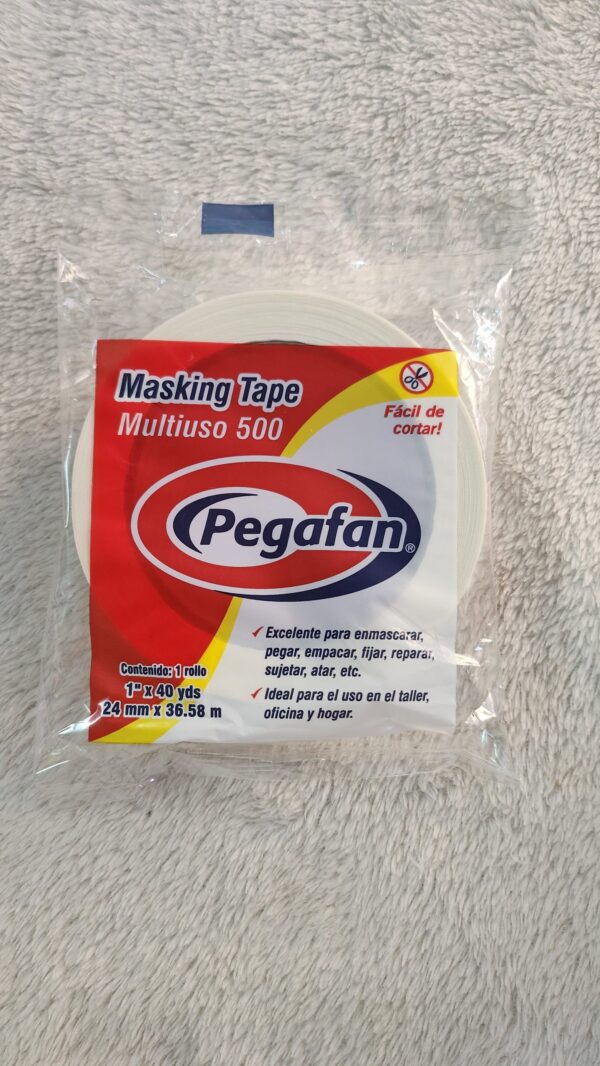 Masking Tape
Multiuso 500
Fácil de
cortar!
Pegafan®
✓ Excelente para enmascarar,
pegar, empacar, fijar, reparar,
sujetar, atar, etc.
✓ Ideal para el uso en el taller,
oficina y hogar.
Contenido: 1 rollo
1" x 40 yds
24 mm x 36.58 m